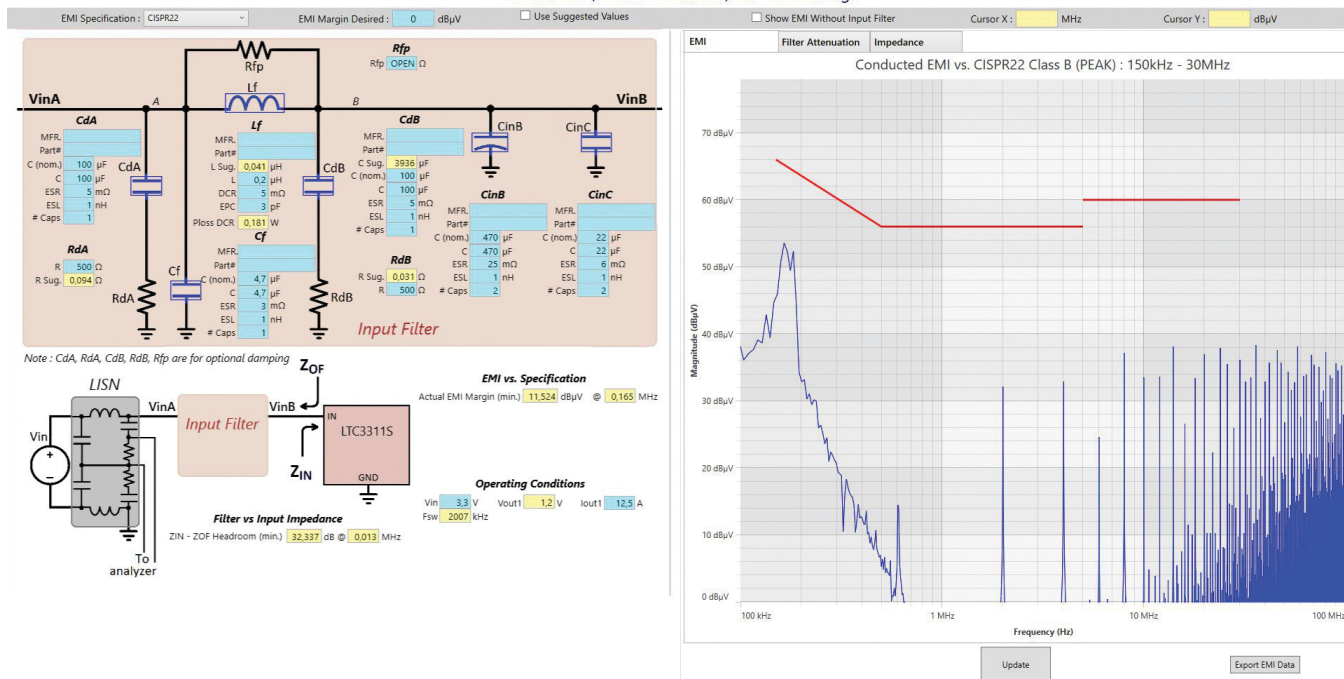 EMI Specification : CISPR22 EMI Margin Desired : 0 dBµV Use Suggested Values Show EMI Without Input Filter Cursor X : MHz Cursor Y : dBµV
Rfp
Rfp OPEN Ω
Rfp
Lf
VinA A B VinB
CdA
MFR.
Part#
C (nom.) 100 µF
C 100 µF
ESR 5 mΩ
ESL 1 nH
# Caps 1
CdA
RdA
R 500 Ω
R Sug. 0,094 Ω
RdA
Lf
MFR.
Part#
L Sug. 0,041 µH
L 0,2 µH
DCR 5 mΩ
EPC 3 pF
Ploss DCR 0,181 W
Cf
MFR.
Part#
C (nom.) 4,7 µF
C 4,7 µF
ESR 3 mΩ
ESL 1 nH
# Caps 1
Cf
CdB
CdB
MFR.
Part#
C Sug. 3936 µF
C (nom.) 100 µF
C 100 µF
ESR 5 mΩ
ESL 1 nH
# Caps 1
RdB
R Sug. 0,031 Ω
R 500 Ω
RdB
CinB
CinC
CinB
MFR.
Part#
C (nom.) 470 µF
C 470 µF
ESR 25 mΩ
ESL 1 nH
# Caps 2
CinC
MFR.
Part#
C (nom.) 22 µF
C 22 µF
ESR 6 mΩ
ESL 1 nH
# Caps 2
Input Filter
Note : CdA, RdA, CdB, RdB, Rfp are for optional damping
LISN
Vin
VinA
Input Filter
VinB
ZOF
ZIN
IN
LTC3311S
GND
To
analyzer
EMI vs. Specification
Actual EMI Margin (min.) 11,524 dBµV @ 0,165 MHz
Operating Conditions
Vin 3,3 V Vout1 1,2 V Iout1 12,5 A
Fsw 2007 kHz
Filter vs Input Impedance
ZIN - ZOF Headroom (min.) 32,337 dB @ 0,013 MHz
EMI Filter Attenuation Impedance
Conducted EMI vs. CISPR22 Class B (PEAK) : 150kHz - 30MHz
Magnitude (dBµV)
70 dBµV
60 dBµV
50 dBµV
40 dBµV
30 dBµV
20 dBµV
10 dBµV
0 dBµV
100 kHz 1 MHz 10 MHz 100 MHz
Frequency (Hz)
Update
Export EMI Data